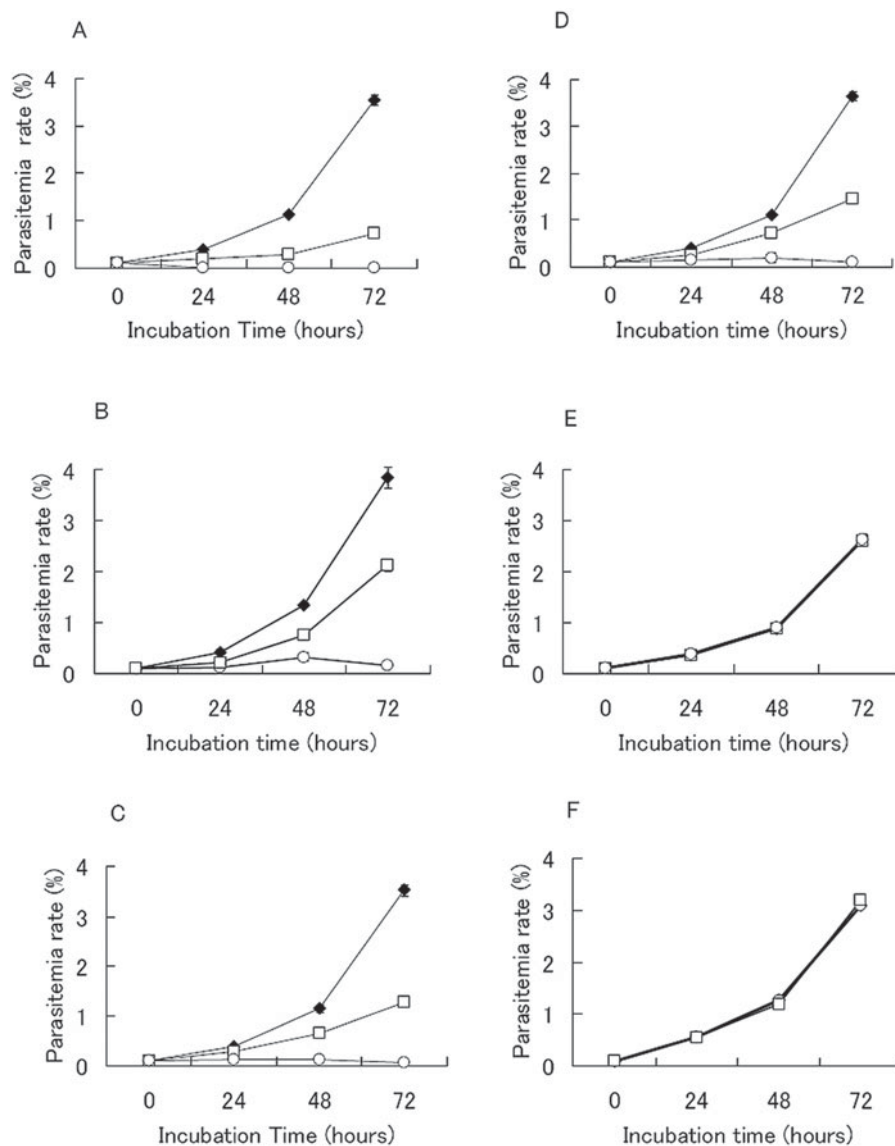 A
Parasitemia rate (%)
4
3
2
1
0
0 24 48 72
Incubation Time (hours)
D
Parasitemia rate (%)
4
3
2
1
0
0 24 48 72
Incubation time (hours)
B
Parasitemia rate (%)
4
3
2
1
0
0 24 48 72
Incubation time (hours)
E
Parasitemia rate (%)
4
3
2
1
0
0 24 48 72
Incubation time (hours)
C
Parasitemia rate (%)
4
3
2
1
0
0 24 48 72
Incubation Time (hours)
F
Parasitemia rate (%)
4
3
2
1
0
0 24 48 72
Incubation time (hours)